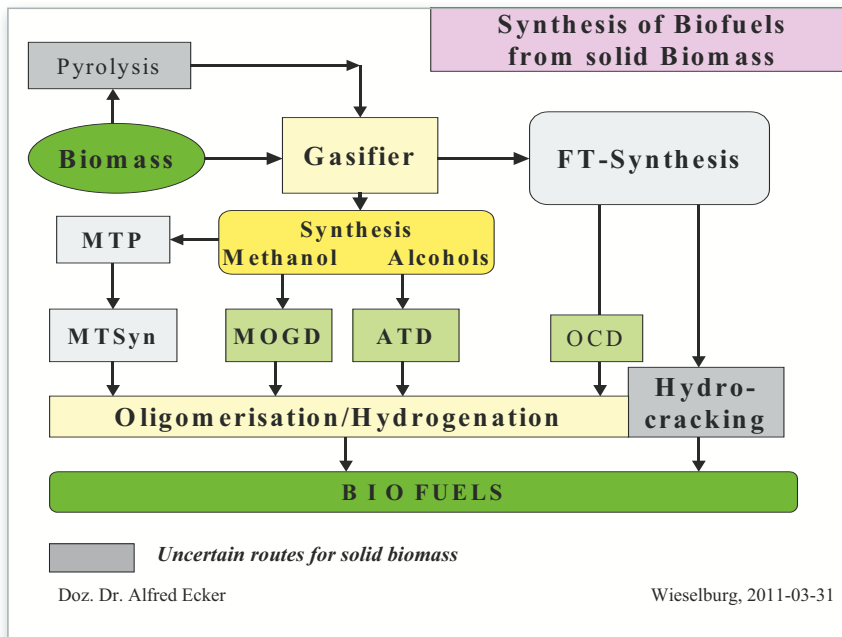 Synthesis of Biofuels
from solid Biomass
Pyrolysis
Biomass
Gasifier
FT-Synthesis
Synthesis
Methanol Alcohols
MTP
MTSyn
MOGD
ATD
OCD
Oligomerisation/Hydrogenation
Hydro-
cracking
BIO FUELS
Uncertain routes for solid biomass
Doz. Dr. Alfred Ecker
Wieselburg, 2011-03-31